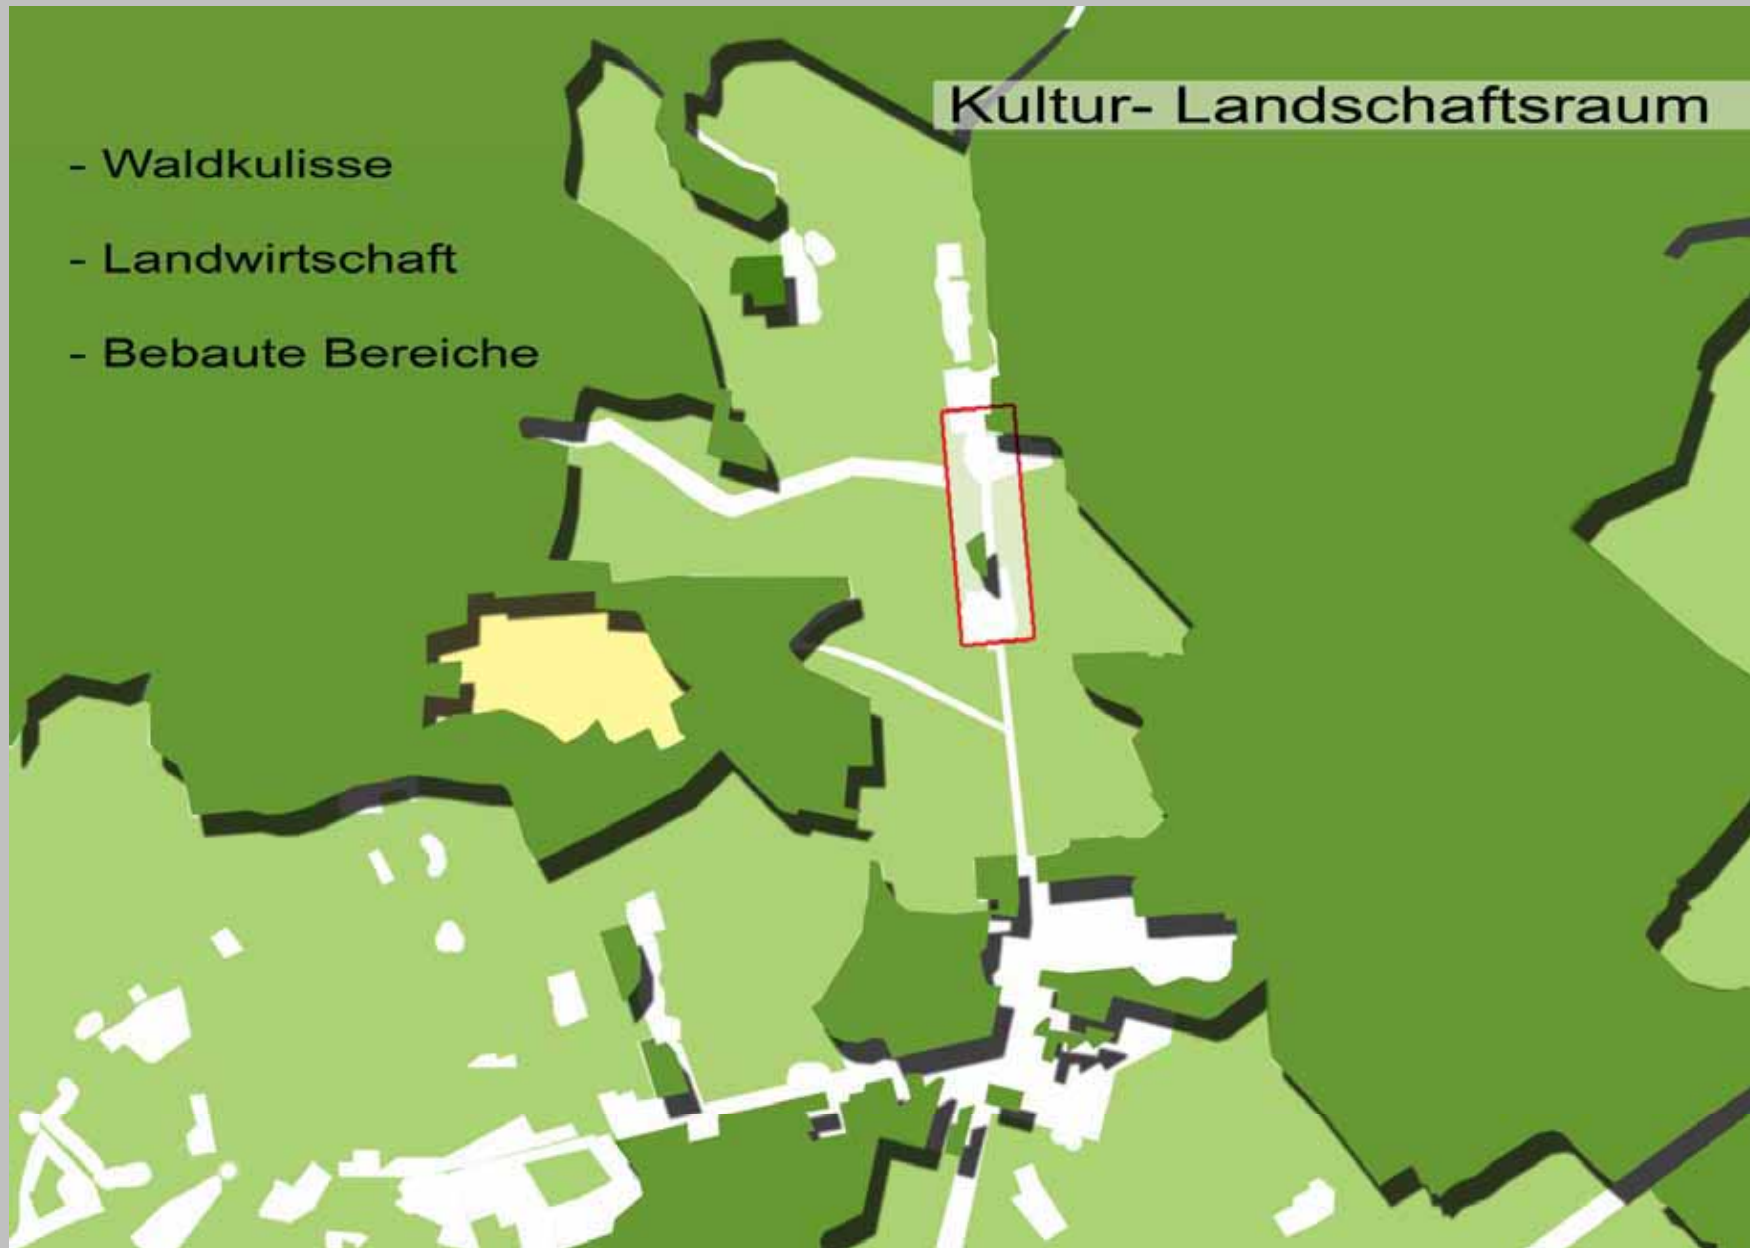 Kultur- Landschaftsraum
- Waldkulisse
- Landwirtschaft
- Bebaute Bereiche